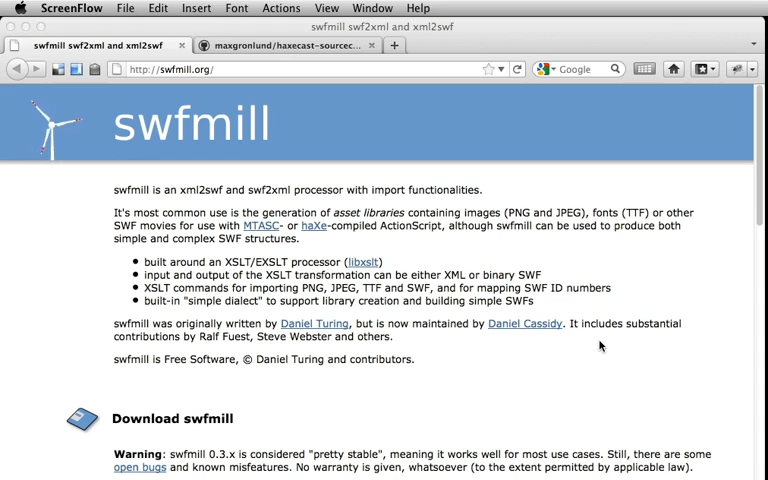 ScreenFlow File Edit Insert Font Actions Arrange View Window Help
swfmill swf2xml and xml2swf
swfmill swf2xml and xml2swf maxgronlund/haxecast-sourcec...
http://swfmill.org/ Google
swfmill
swfmill is an xml2swf and swf2xml processor with import functionalities.
It's most common use is the generation of asset libraries containing images (PNG and JPEG), fonts (TTF) or other
SWF movies for use with MTASC- or haXe-compiled ActionScript, although swfmill can be used to produce both
simple and complex SWF structures.
• built around an XSLT/EXSLT processor (libxslt)
• input and output of the XSLT transformation can be either XML or binary SWF
• XSLT commands for importing PNG, JPEG, TTF and SWF, and for mapping SWF ID numbers
• built-in "simple dialect" to support library creation and building simple SWFs
swfmill was originally written by Daniel Turing, but is now maintained by Daniel Cassidy. It includes substantial
contributions by Ralf Fuest, Steve Webster and others.
swfmill is Free Software, © Daniel Turing and contributors.
Download swfmill
Warning: swfmill 0.3.x is considered "pretty stable", meaning it works well for most use cases. Still, there are some
open bugs and known misfeatures. No warranty is given, whatsoever (to the extent permitted by applicable law).